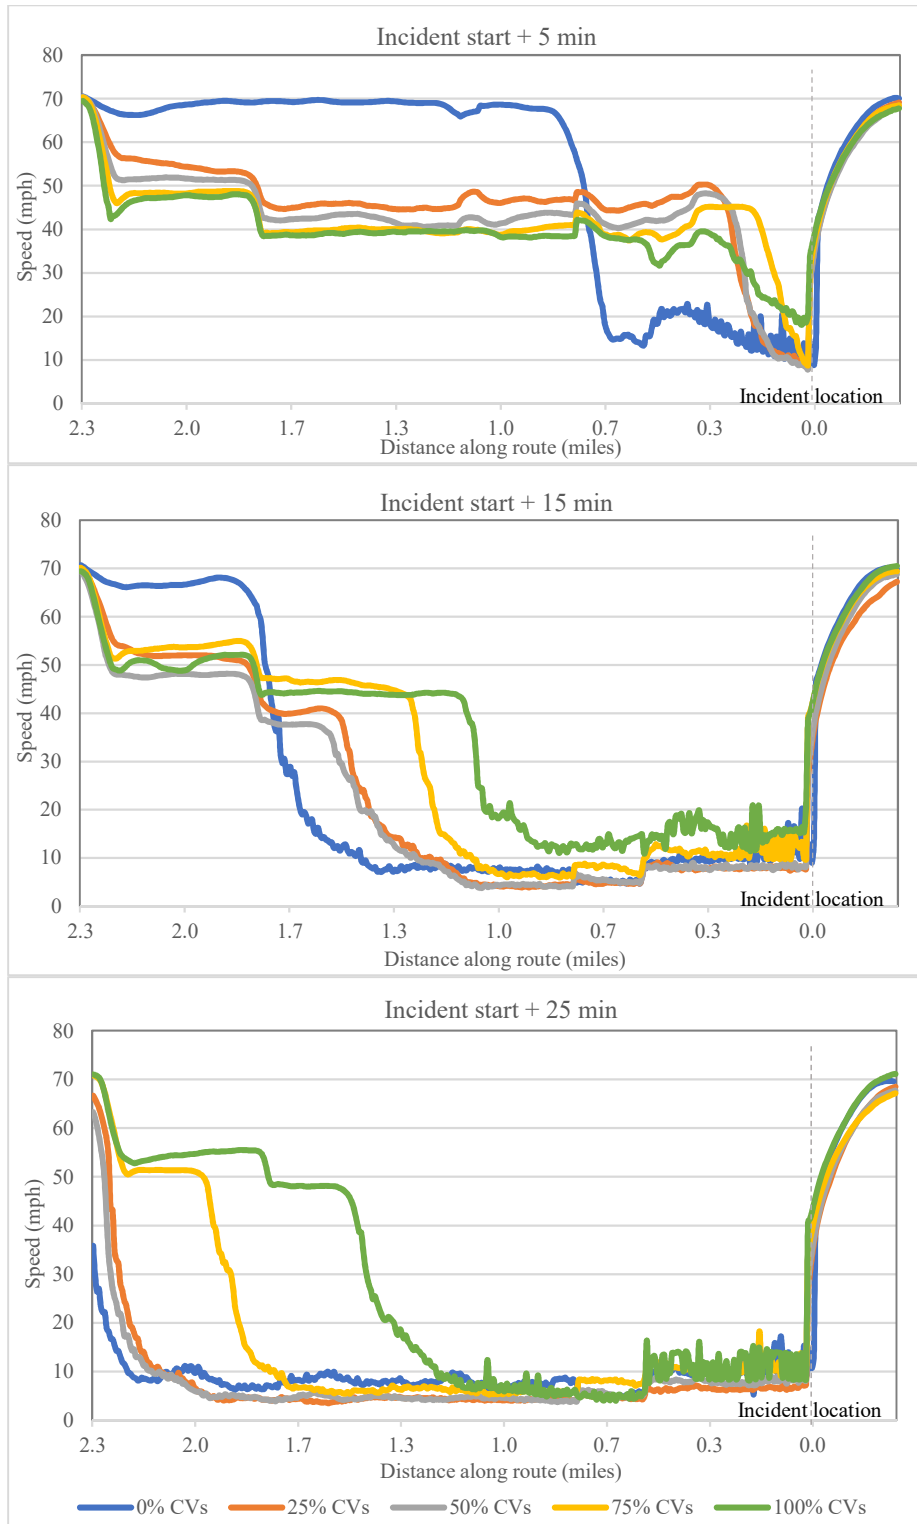 Incident start + 5 min
80
70
60
50
40
30
20
10
0
Speed (mph)
Incident location
2.3 2.0 1.7 1.3 1.0 0.7 0.3 0.0
Distance along route (miles)
Incident start + 15 min
80
70
60
50
40
30
20
10
0
Speed (mph)
Incident location
2.3 2.0 1.7 1.3 1.0 0.7 0.3 0.0
Distance along route (miles)
Incident start + 25 min
80
70
60
50
40
30
20
10
0
Speed (mph)
Incident location
2.3 2.0 1.7 1.3 1.0 0.7 0.3 0.0
Distance along route (miles)
0% CVs 25% CVs 50% CVs 75% CVs 100% CVs